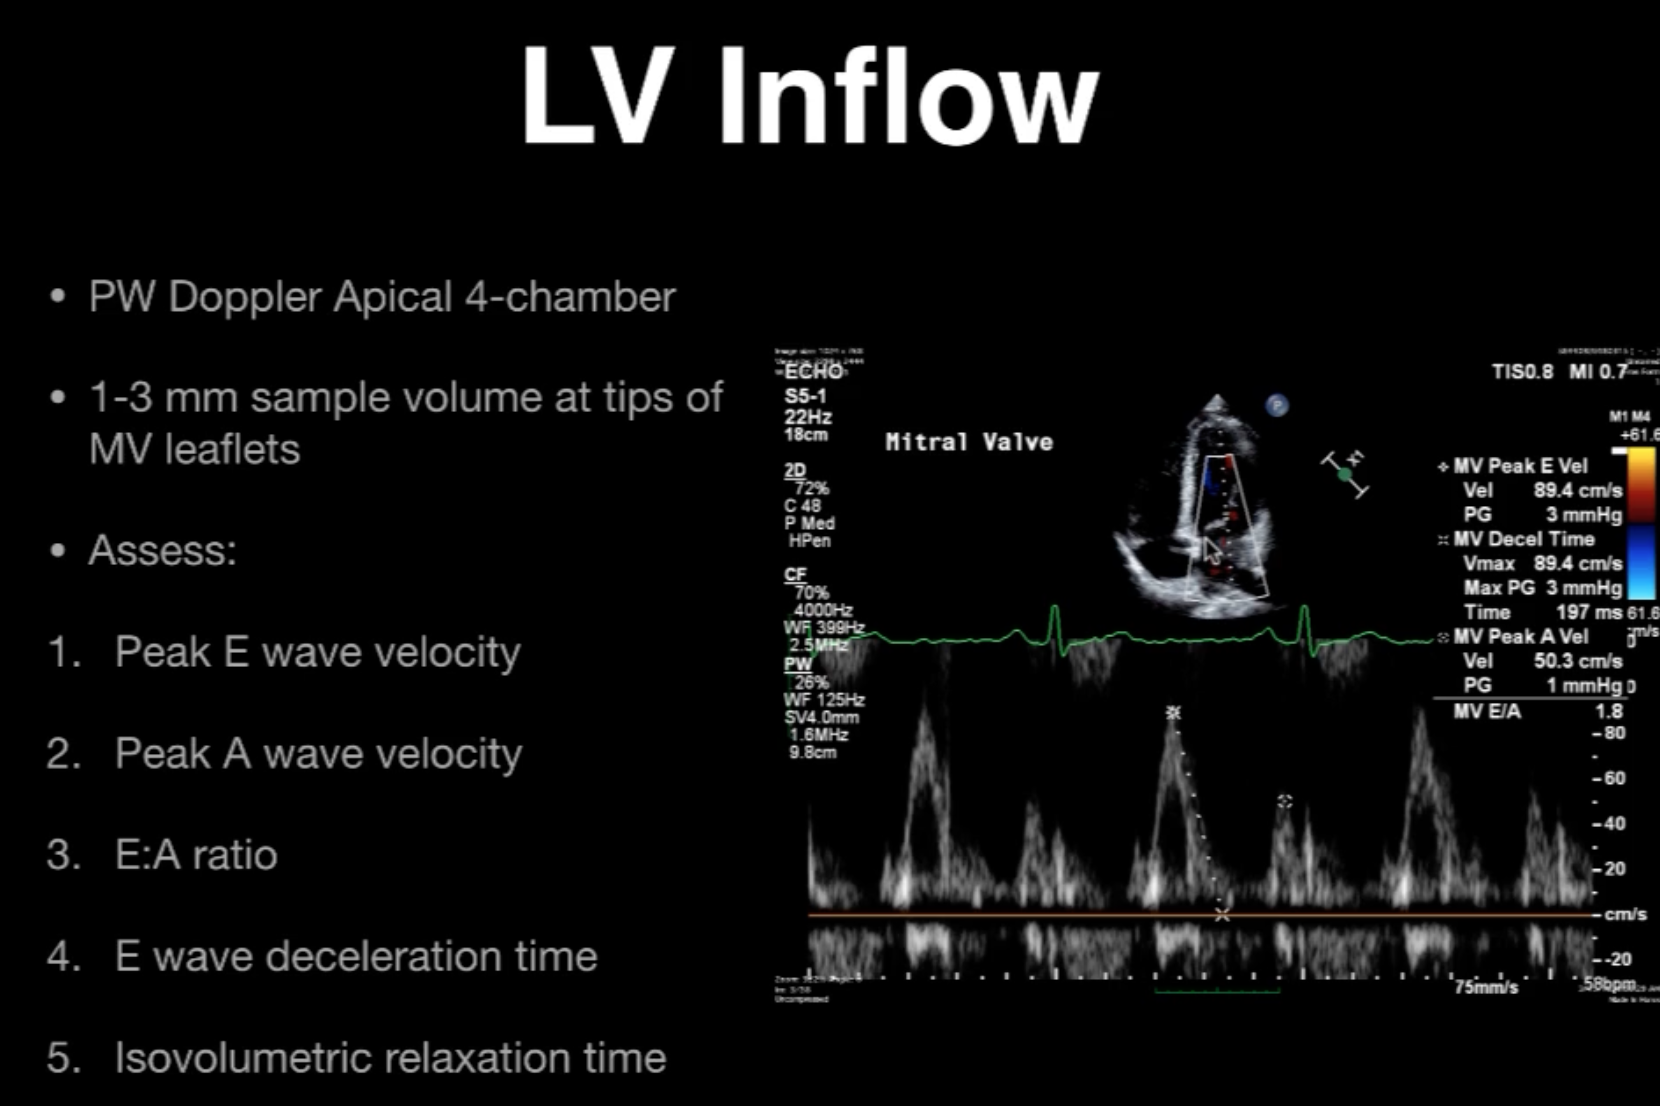 LV Inflow
• PW Doppler Apical 4-chamber
• 1-3 mm sample volume at tips of
MV leaflets
• Assess:
1. Peak E wave velocity
2. Peak A wave velocity
3. E:A ratio
4. E wave deceleration time
5. Isovolumetric relaxation time
ECHO
S5-1
22Hz
18cm
2D
72%
C 48
P Med
HPen
CF
70%
4000Hz
WF 399Hz
2.5MHz
PW
26%
WF 125Hz
SV4.0mm
1.6MHz
9.8cm
Mitral Valve
P
X1
TIS0.8 MI 0.7
M1 M4
+61.6
MV Peak E Vel
Vel 89.4 cm/s
PG 3 mmHg
MV Decel Time
Vmax 89.4 cm/s
Max PG 3 mmHg
Time 197 ms
61.6
MV Peak A Vel
Vel 50.3 cm/s
PG 1 mmHg
MV E/A 1.8
-80
-60
-40
-20
-cm/s
--20
75mm/s
58bpm
Uncompressed